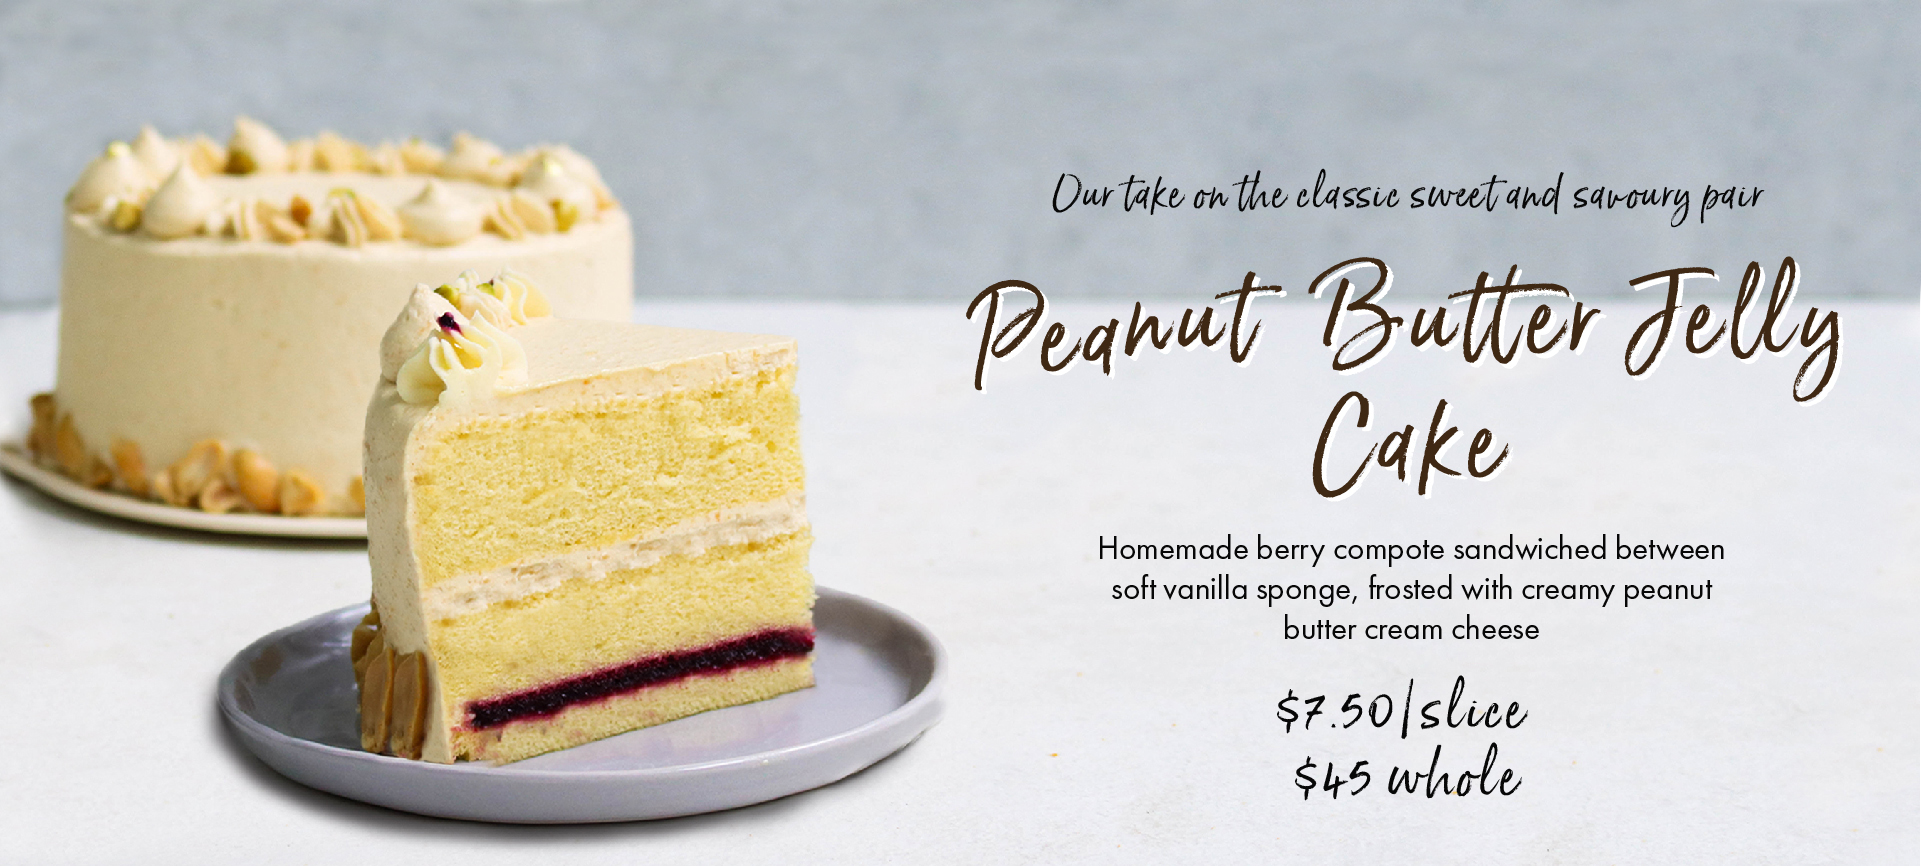 Our take on the classic sweet and savoury pair
Peanut Butter Jelly
Cake
Homemade berry compote sandwiched between
soft vanilla sponge, frosted with creamy peanut
butter cream cheese
$7.50/slice
$45 whole